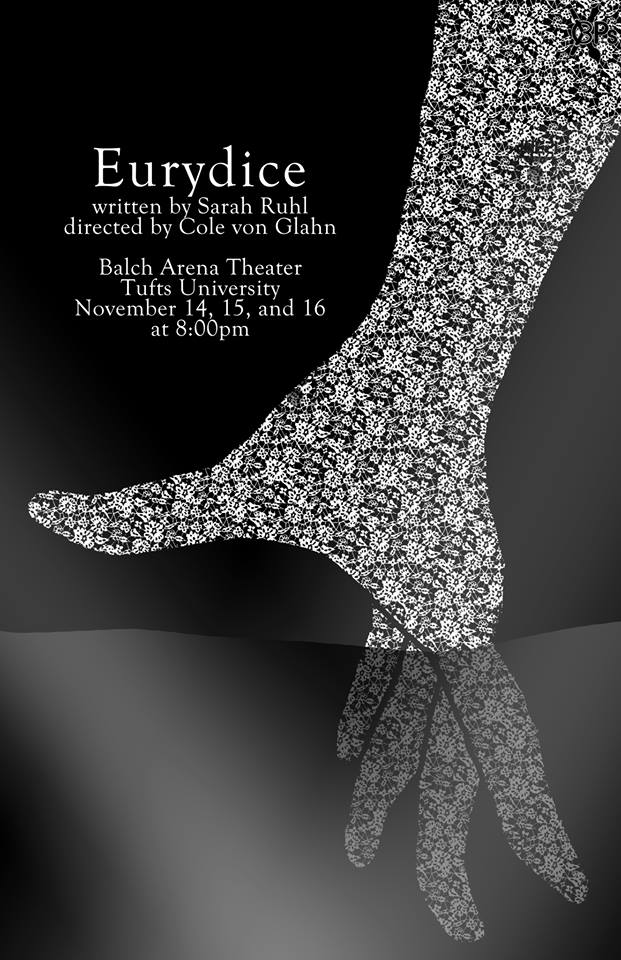 Eurydice
written by Sarah Ruhl
directed by Cole von Glahn
Balch Arena Theater
Tufts University
November 14, 15, and 16
at 8:00pm